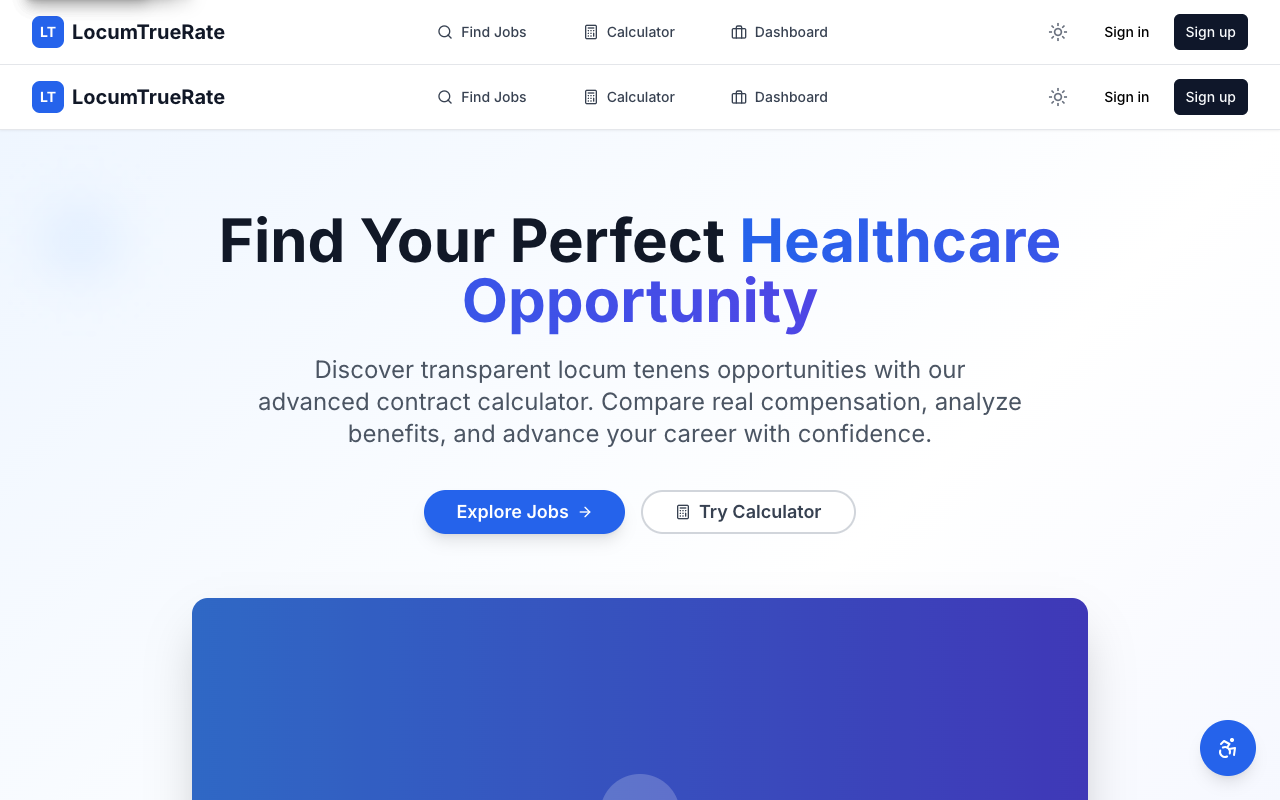 LT LocumTrueRate Find Jobs Calculator Dashboard Sign in Sign up
LT LocumTrueRate Find Jobs Calculator Dashboard Sign in Sign up
Find Your Perfect Healthcare
Opportunity
Discover transparent locum tenens opportunities with our
advanced contract calculator. Compare real compensation, analyze
benefits, and advance your career with confidence.
Explore Jobs Try Calculator